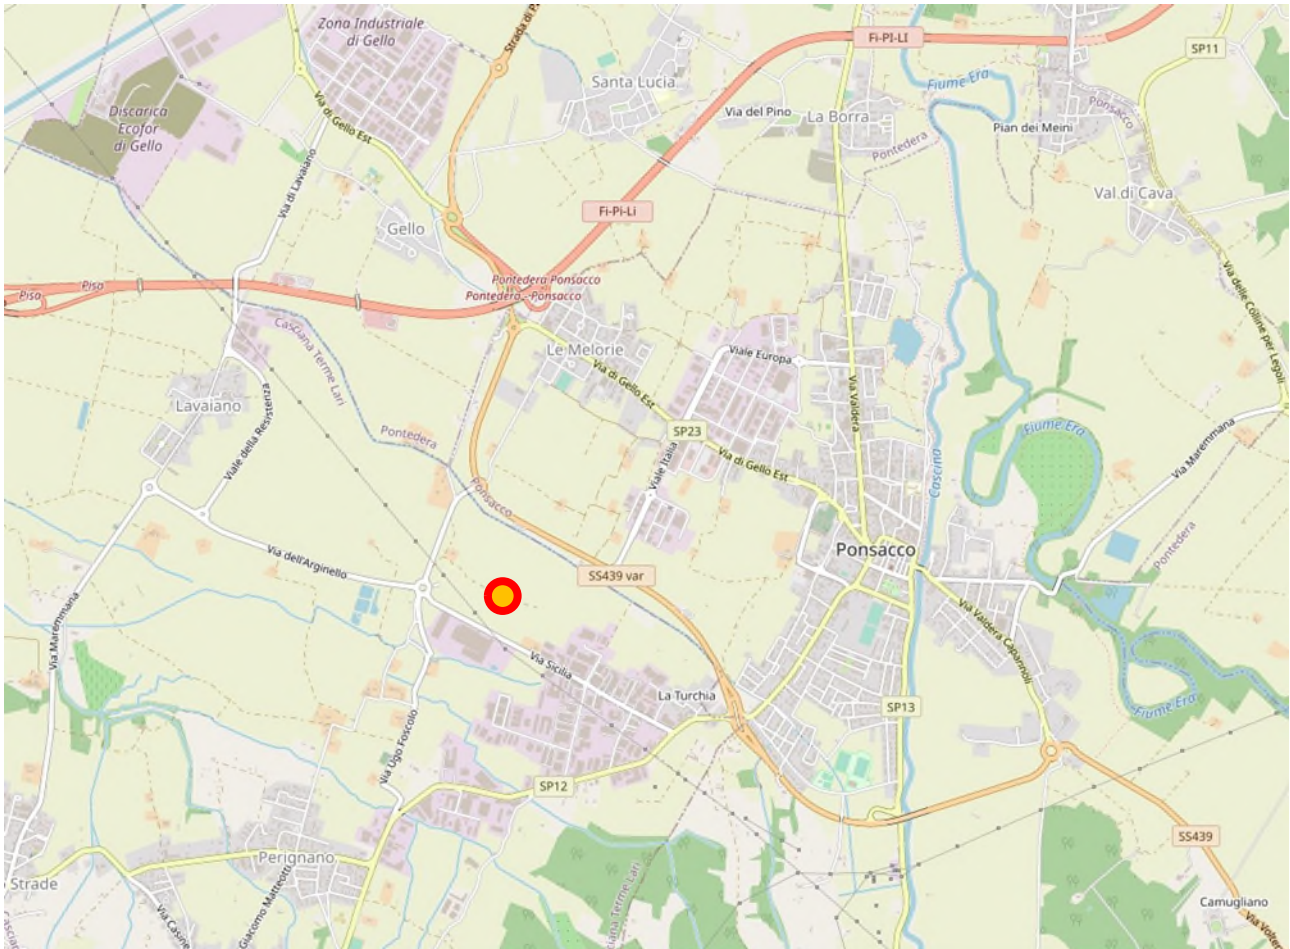 Zona Industriale
di Gello
Strada di P
Fi-PI-LI
SP11
Santa Lucia
Fiume Era
Discarica
Ecofor
di Gello
Via di Gello Est
Via del Pino
La Borra
Ponsacco
Pian dei Meini
Pontedera
Via di Lavaiano
Val di Cava
Fi-Pi-Li
Gello
Pisa
Pisa
Pontedera Ponsacco
Pontedera - Ponsacco
Via delle Colline per Legoli
Casciana Terme Lari
Le Melorie
Viale Europa
Via di Gello Est
Via Valdera
Lavaiano
Viale della Resistenza
Pontedera
SP23
Fiume Era
Via Maremmana
Viale Italia
Via di Gello Est
Cascina
Ponsacco
Pontedera
Via dell'Arginello
Ponsacco
SS439 var
Via Maremmana
Via Valdera Caparinoli
Via Sicilia
La Turchia
SP13
Fiume Era
Via Ugo Foscolo
SP12
SS439
Perignano
Strade
Giacomo Matteotti
Via Casine
Casciar
ciana Terme Lari
Camugliano
Via Volter